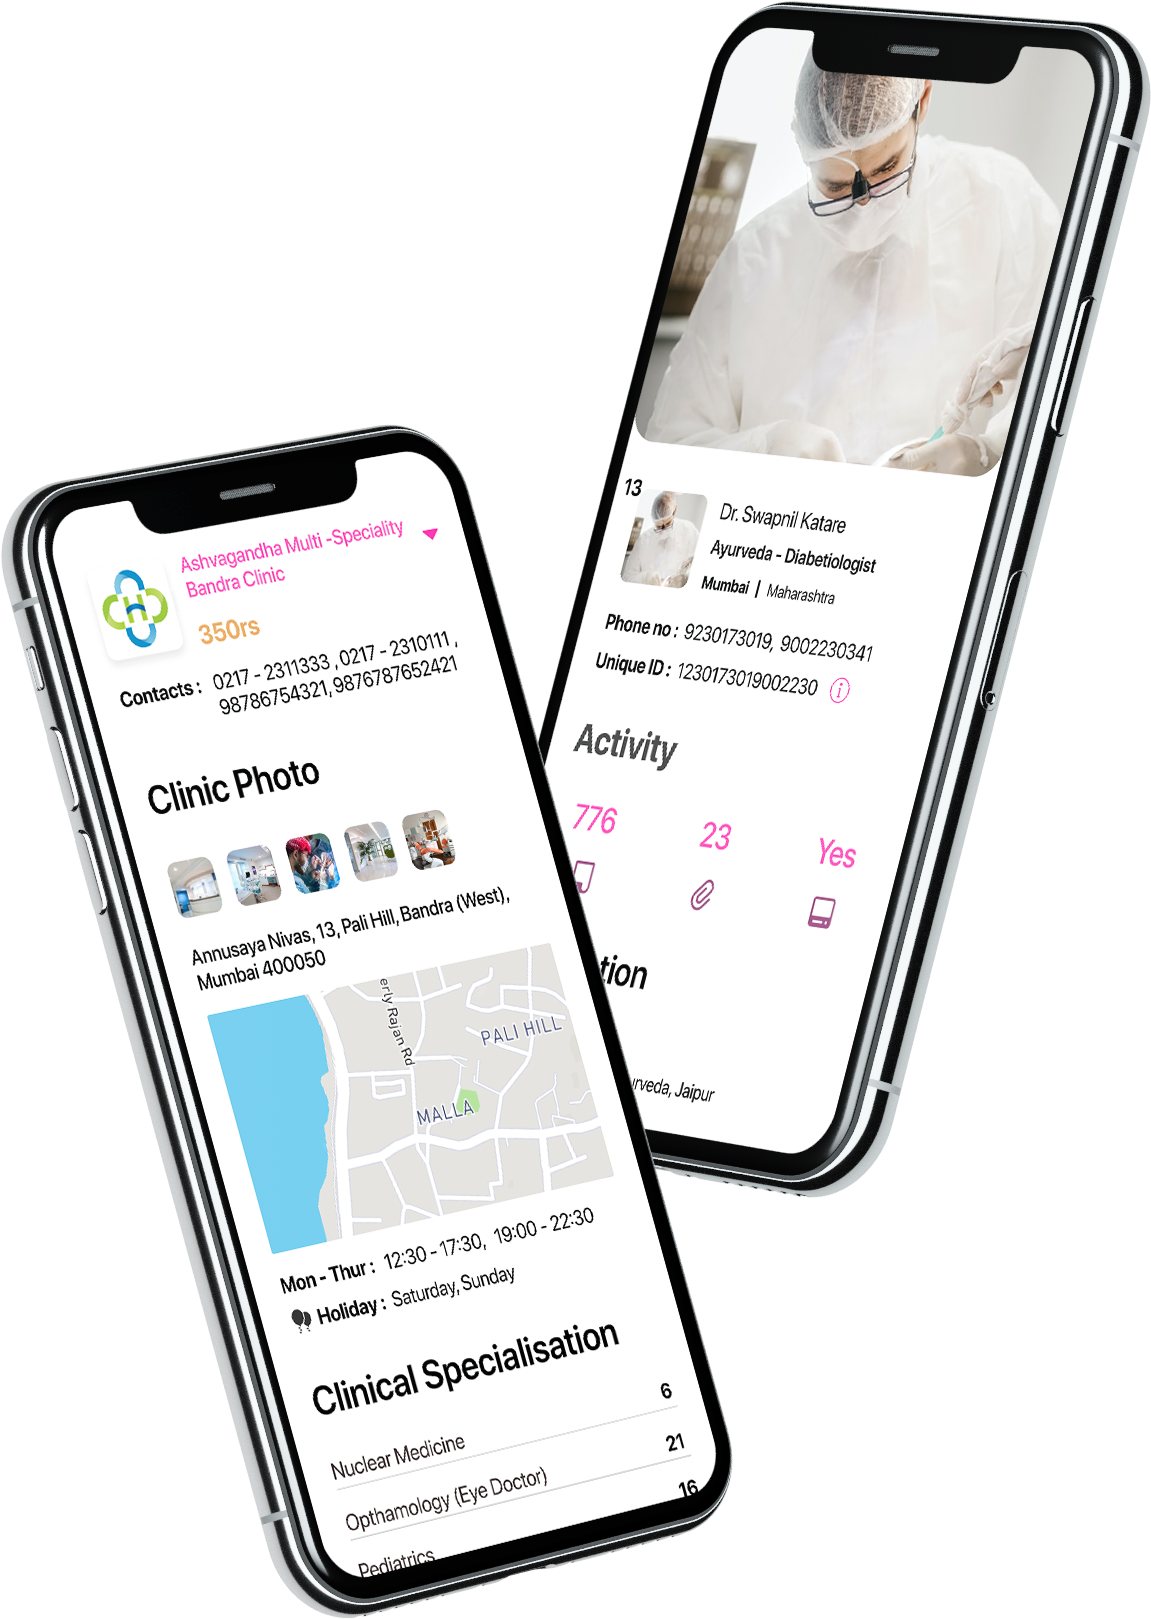 Ashvagandha Multi -Speciality
Bandra Clinic
350rs
Contacts : 0217 - 2311333 , 0217 - 2310111 ,
98786754321, 9876787652421
Clinic Photo
Annusaya Nivas, 13, Pali Hill, Bandra (West),
Mumbai 400050
erly Rajan Rd
PALI HILL
MALLA
Mon - Thur : 12:30 - 17:30, 19:00 - 22:30
Holiday : Saturday, Sunday
Clinical Specialisation
Nuclear Medicine 6
Opthamology (Eye Doctor) 21
Pediatrics 16
13
Dr. Swapnil Katare
Ayurveda - Diabetiologist
Mumbai | Maharashtra
Phone no : 9230173019, 9002230341
Unique ID : 1230173019002230 i
Activity
776 23 Yes
tion
urveda, Jaipur